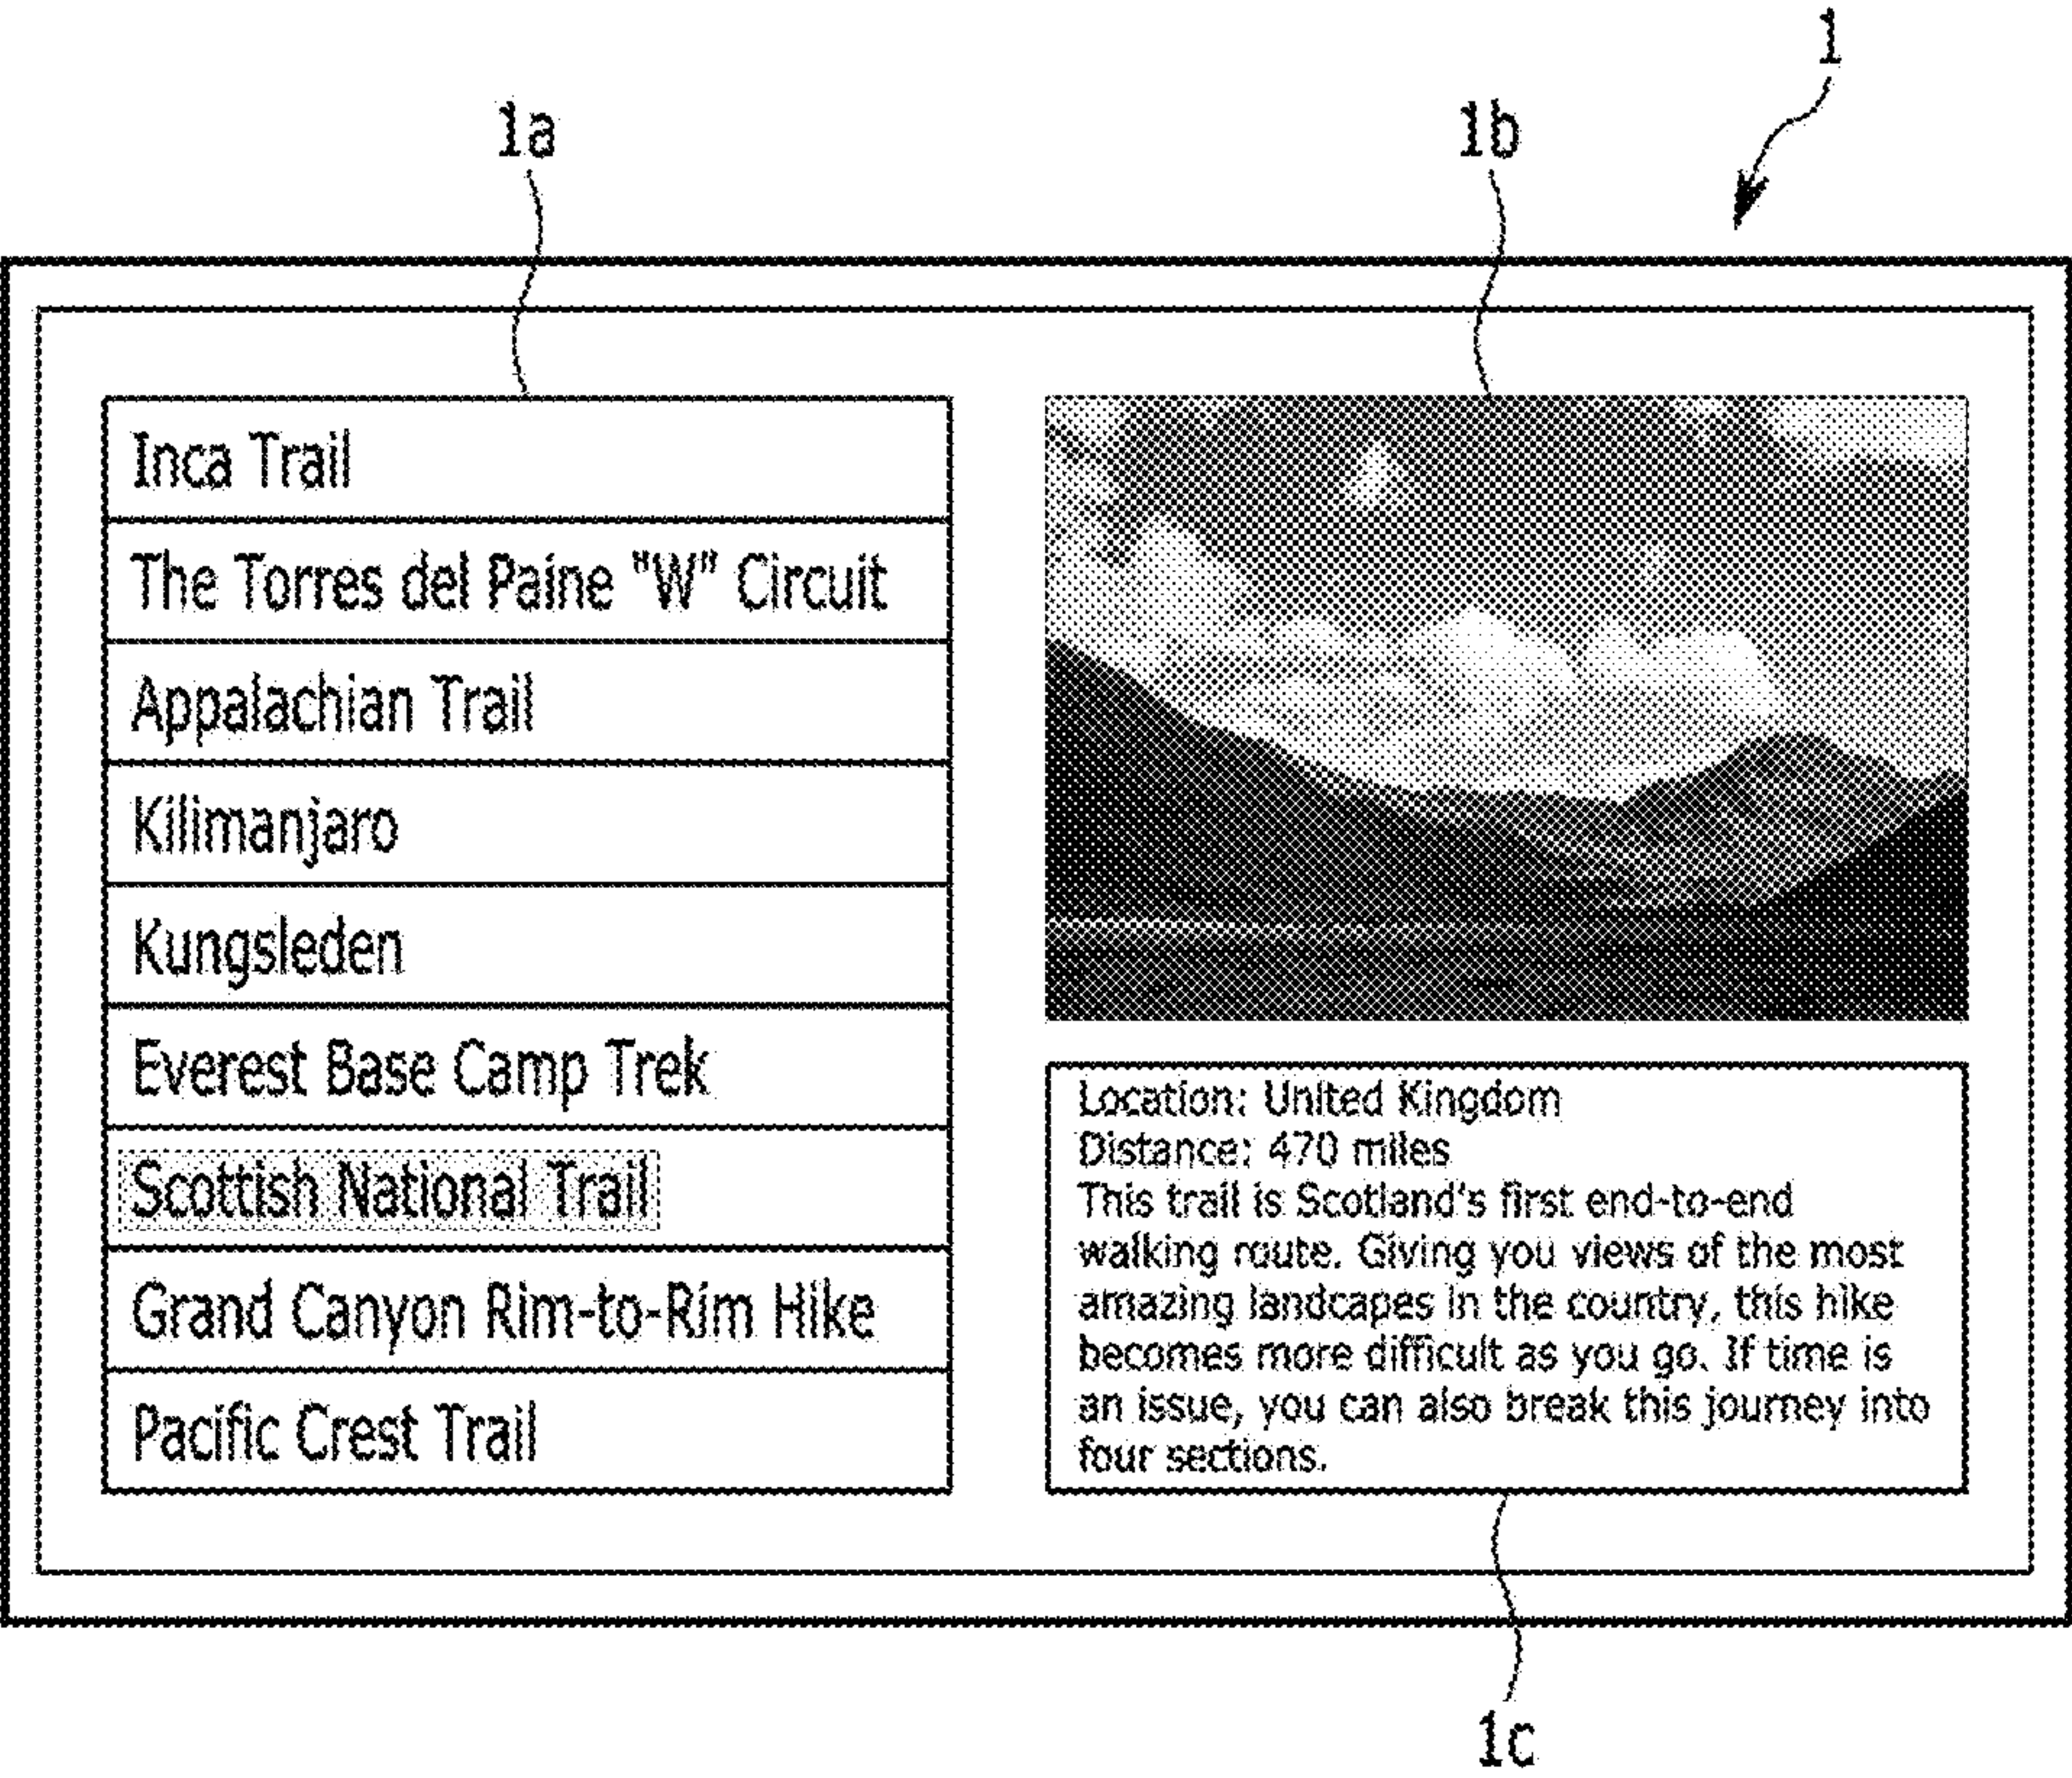 1
1a
1b
Inca Trail
The Torres del Paine "W" Circuit
Appalachian Trail
Kilimanjaro
Kungsleden
Everest Base Camp Trek
Scottish National Trail
Grand Canyon Rim-to-Rim Hike
Pacific Crest Trail
Location: United Kingdom
Distance: 470 miles
This trail is Scotland's first end-to-end
walking route. Giving you views of the most
amazing landcapes in the country, this hike
becomes more difficult as you go. If time is
an issue, you can also break this journey into
four sections.
1c